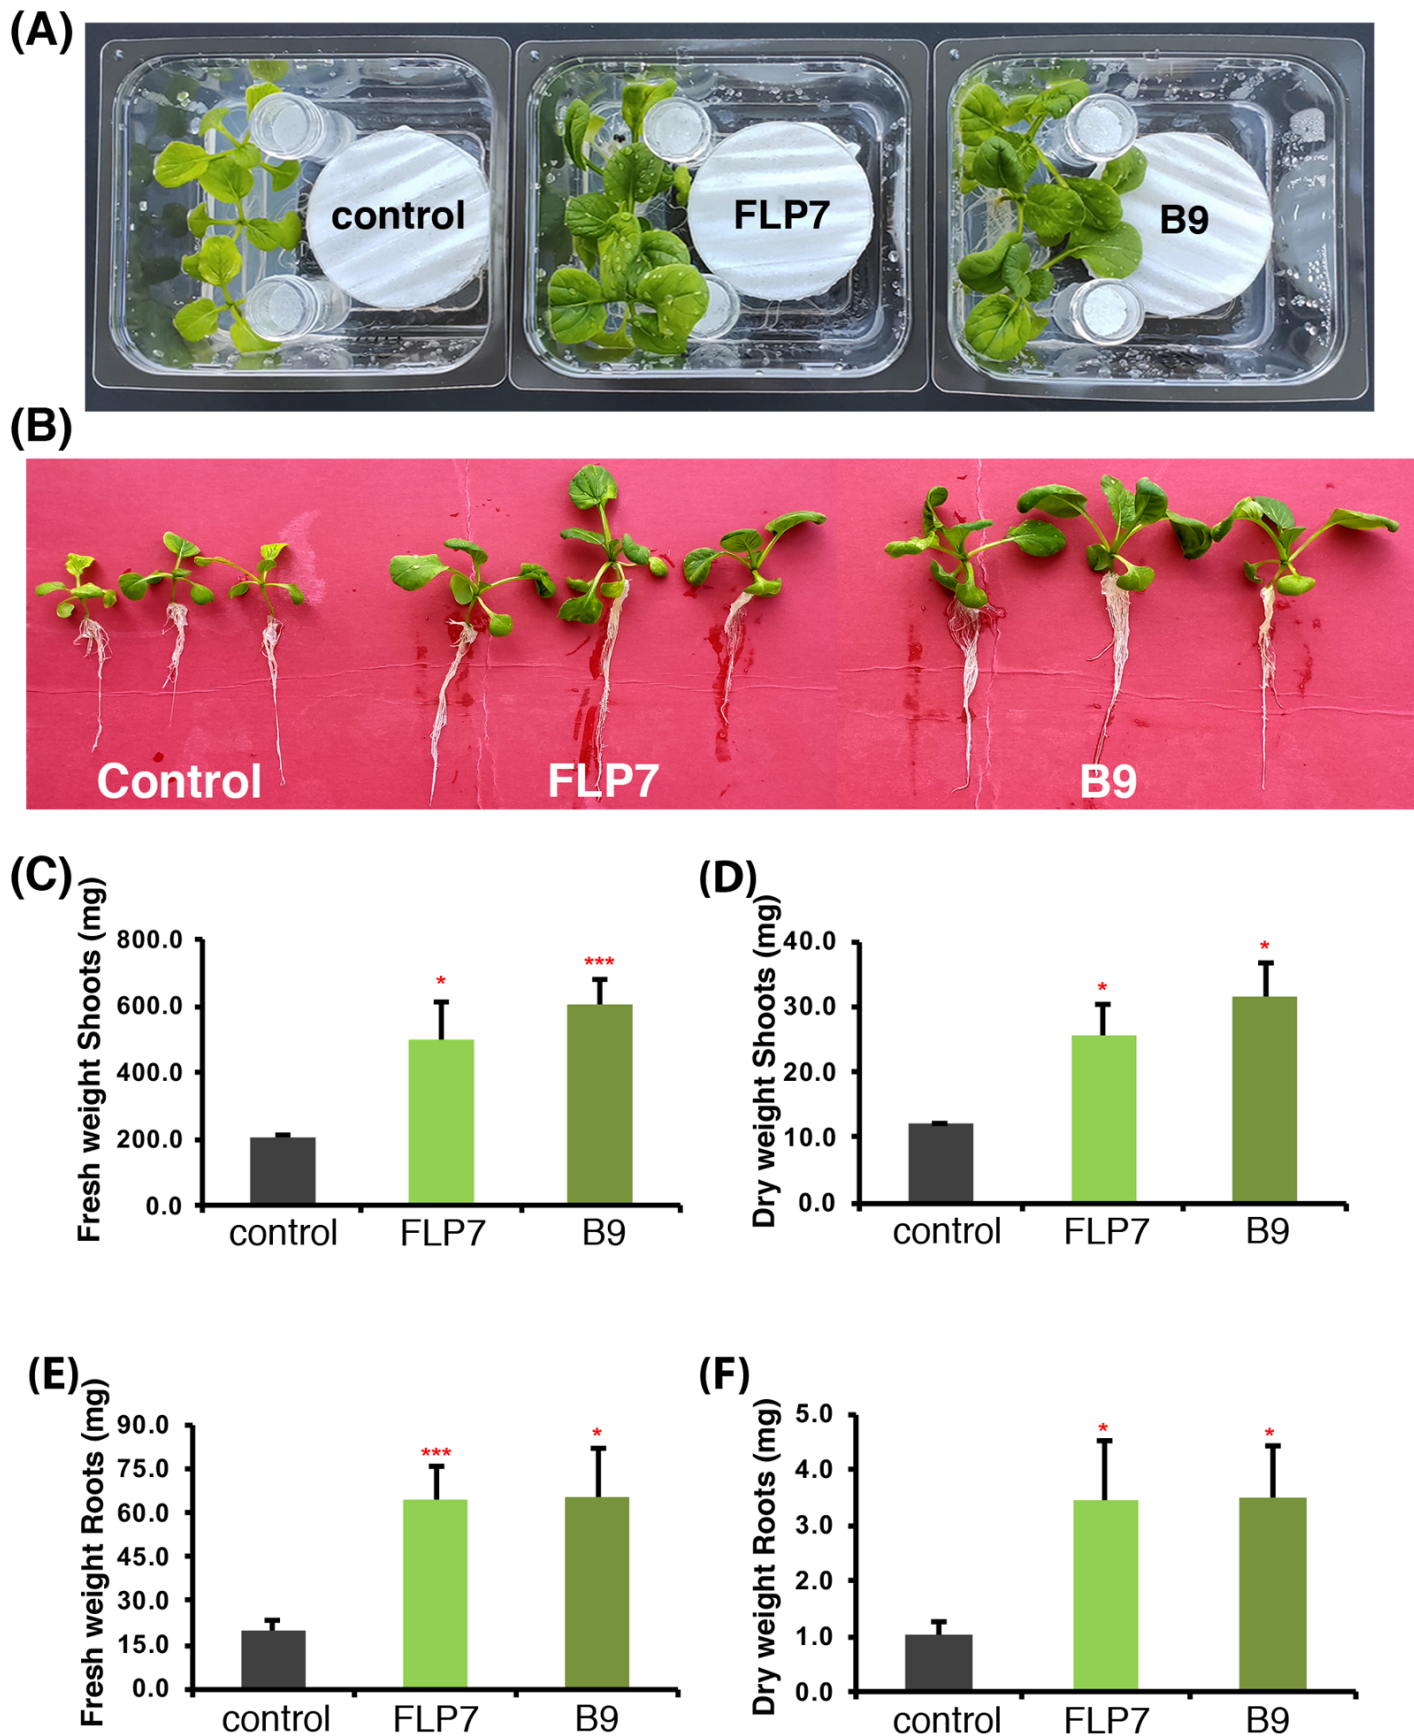 (A)
control
FLP7
B9
(B)
Control
FLP7
B9
(C)
Fresh weight Shoots (mg)
800.0
600.0
400.0
200.0
0.0
*
***
control
FLP7
B9
(D)
Dry weight Shoots (mg)
40.0
30.0
20.0
10.0
0.0
*
*
control
FLP7
B9
(E)
Fresh weight Roots (mg)
90.0
75.0
60.0
45.0
30.0
15.0
0.0
***
*
control
FLP7
B9
(F)
Dry weight Roots (mg)
5.0
4.0
3.0
2.0
1.0
0.0
*
*
control
FLP7
B9